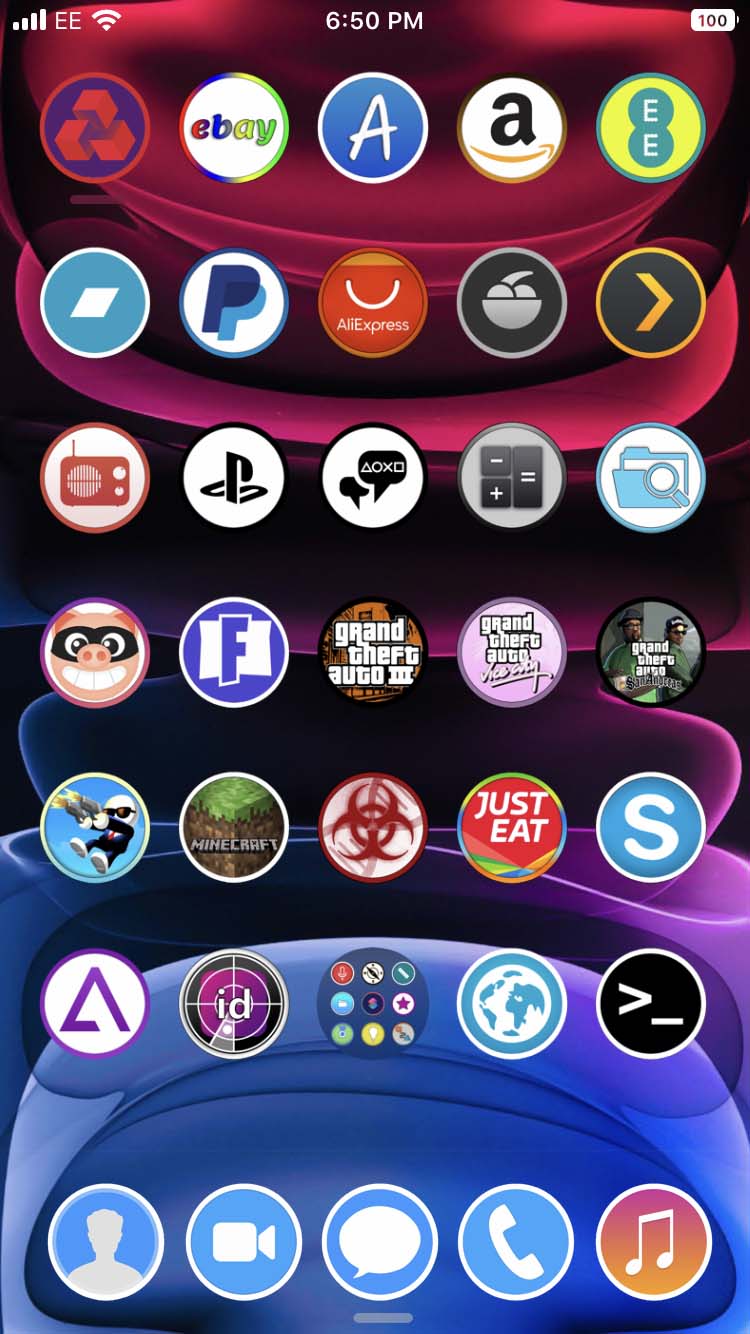 EE 6:50 PM 100
ebay A a E
E
AliExpress
grand
theft
auto III
grand
theft
auto
vice city
grand
theft
auto
San Andreas
F
MINECRAFT
JUST
EAT
S
id
>_